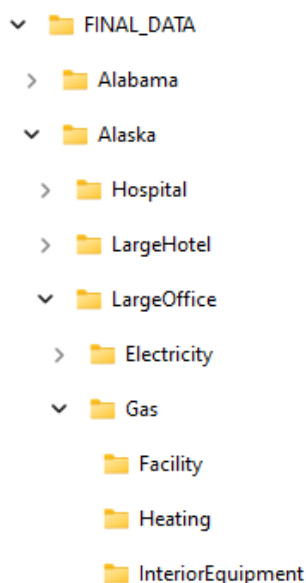 FINAL_DATA
Alabama
Alaska
Hospital
LargeHotel
LargeOffice
Electricity
Gas
Facility
Heating
InteriorEquipment